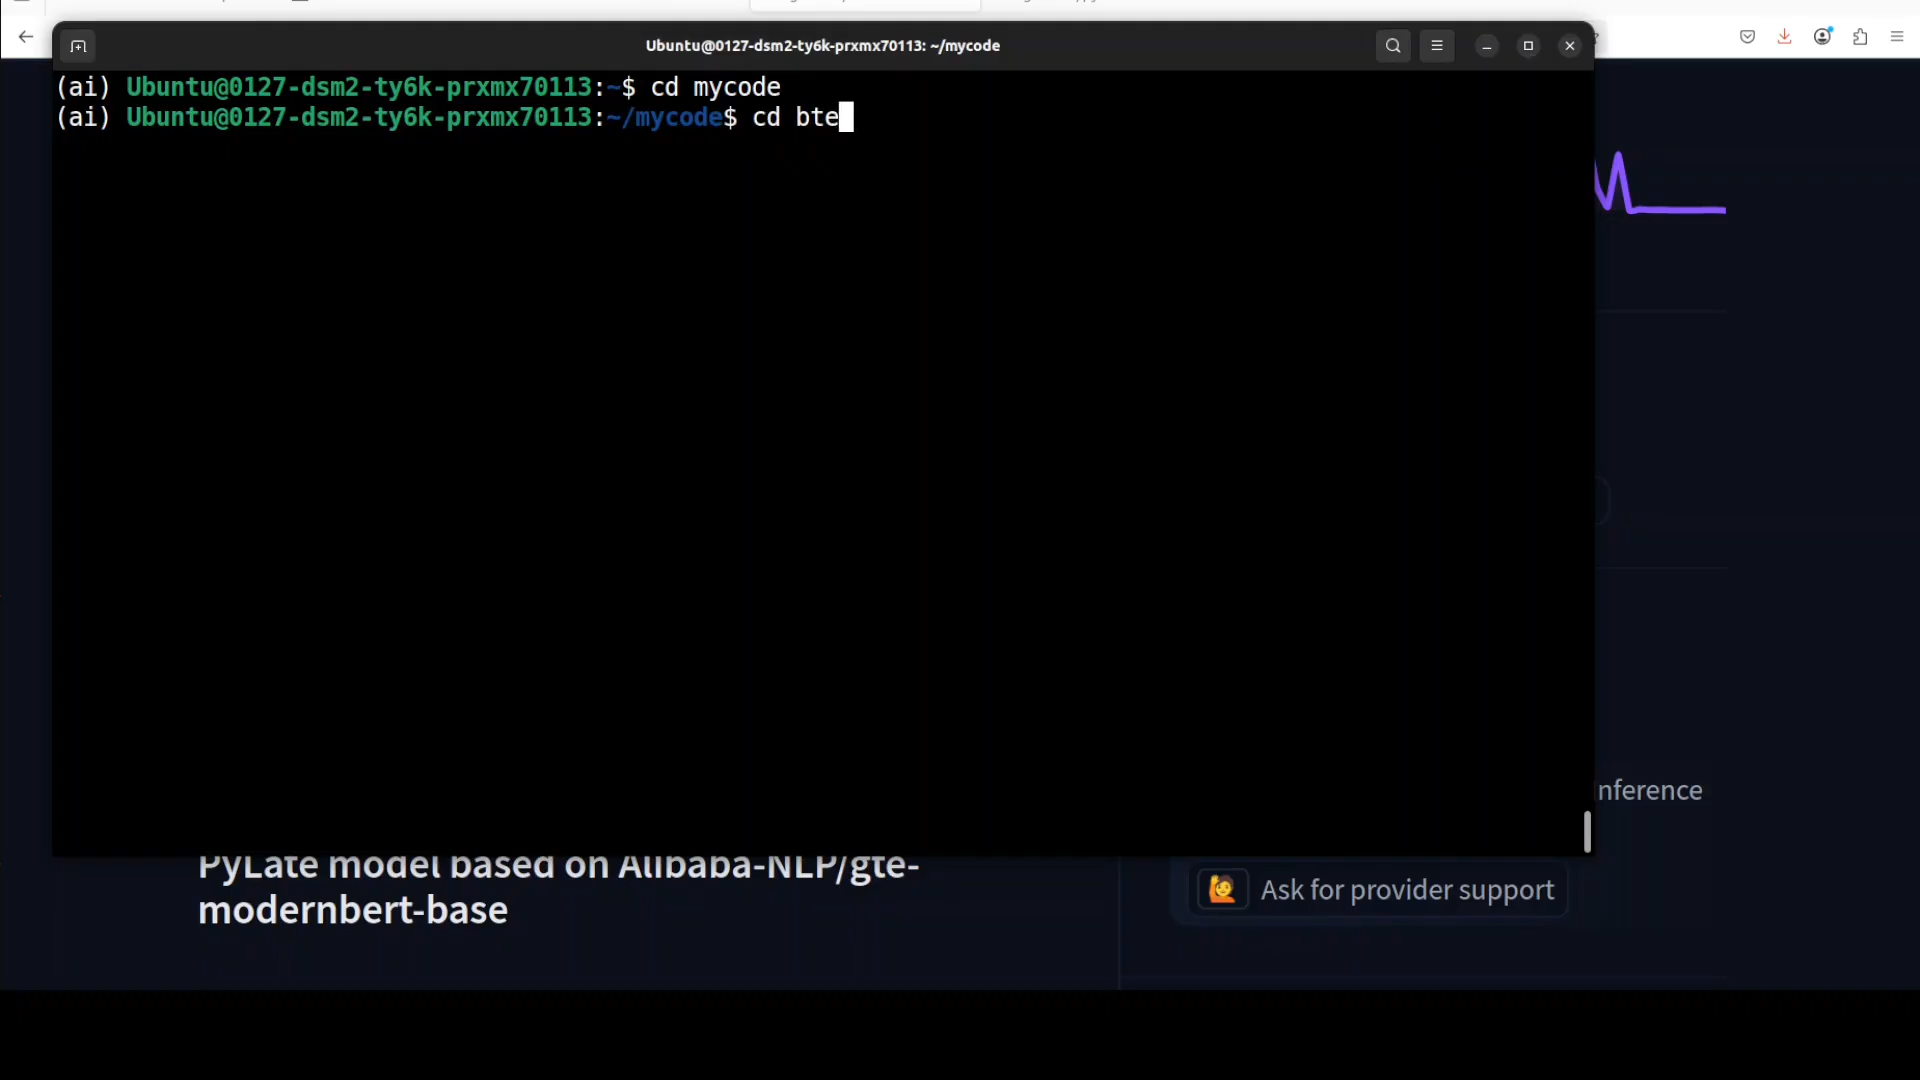 Ubuntu@0127-dsm2-ty6k-prxmx70113: ~/mycode
(ai) Ubuntu@0127-dsm2-ty6k-prxmx70113:~$ cd mycode
(ai) Ubuntu@0127-dsm2-ty6k-prxmx70113:~/mycode$ cd bte
nference
PyLate model based on Alibaba-NLP/gte-
modernbert-base
Ask for provider support